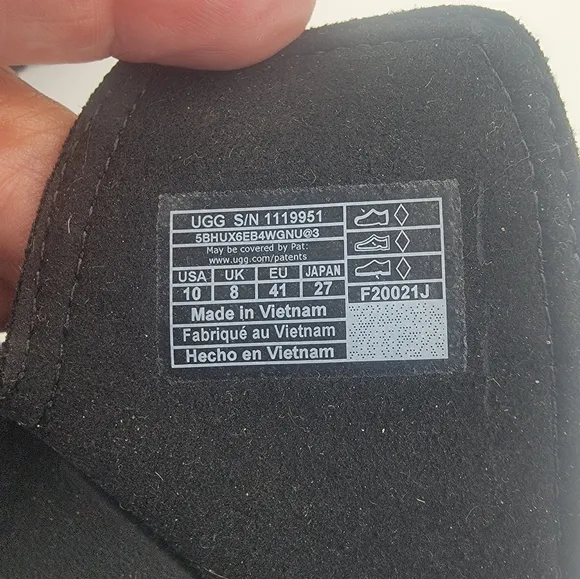 UGG S/N 1119951
5BHUX6EB4WGNU@3
May be covered by Pat:
www.ugg.com/patents
USA UK EU JAPAN
10 8 41 27
F20021J
Made in Vietnam
Fabriqué au Vietnam
Hecho en Vietnam